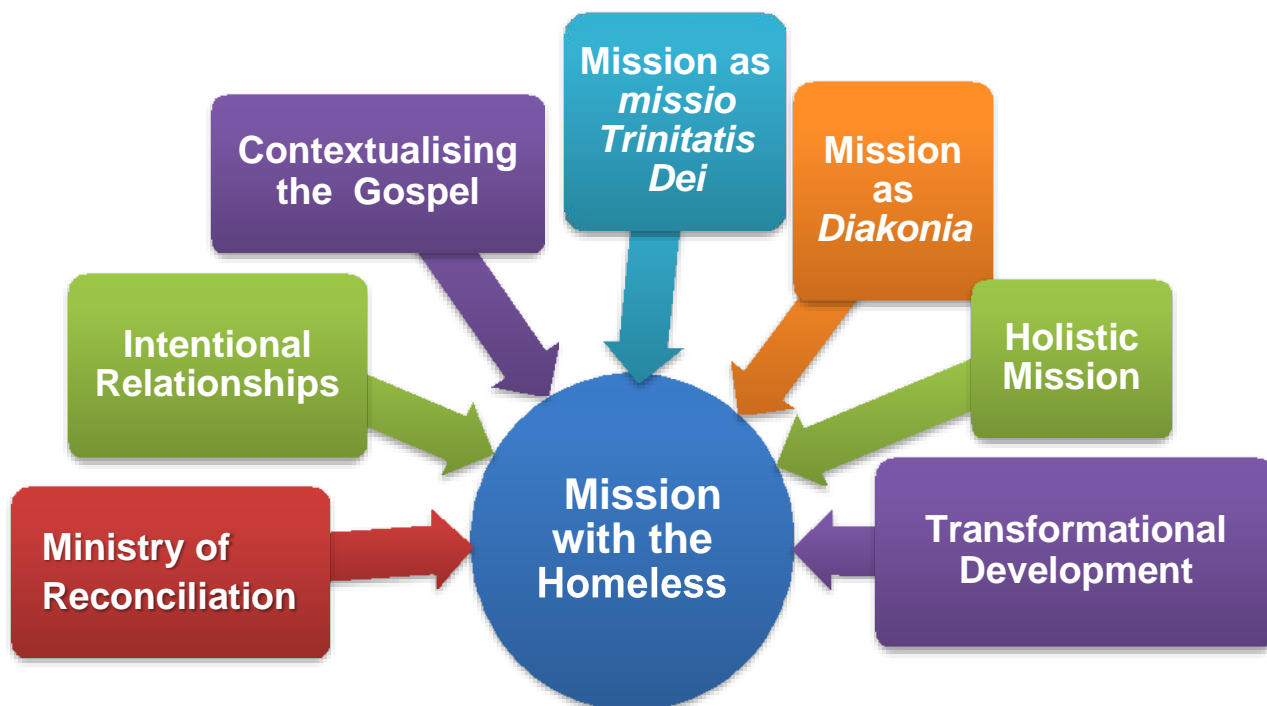 Mission as
missio
Trinitatis
Dei
Mission
as
Diakonia
Contextualising
the Gospel
Intentional
Relationships
Holistic
Mission
Ministry of
Reconciliation
Mission
with the
Homeless
Transformational
Development